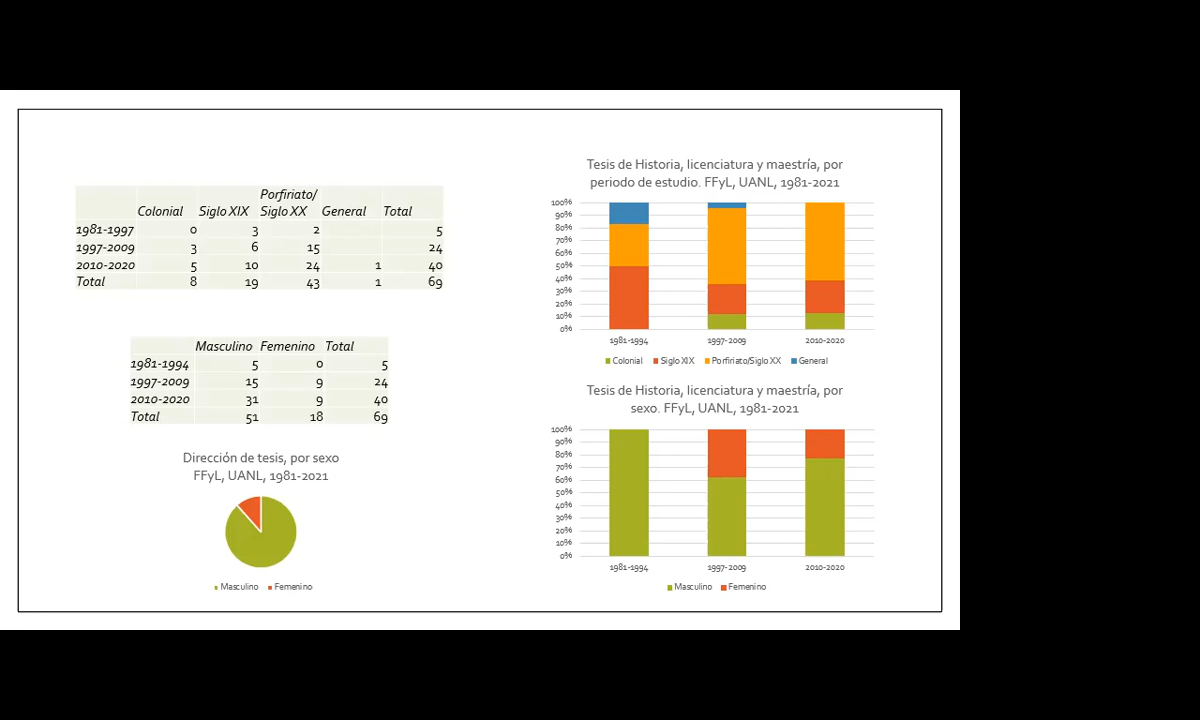 Porfiriato/
Colonial Siglo XIX Siglo XX General Total
1981-1997 0 3 2 5
1997-2009 3 6 15 24
2010-2020 5 10 24 1 40
Total 8 19 43 1 69
Masculino Femenino Total
1981-1994 5 0 5
1997-2009 15 9 24
2010-2020 31 9 40
Total 51 18 69
Dirección de tesis, por sexo
FFyL, UANL, 1981-2021
Masculino Femenino
Tesis de Historia, licenciatura y maestría, por
periodo de estudio. FFyL, UANL, 1981-2021
100%
90%
80%
70%
60%
50%
40%
30%
20%
10%
0%
1981-1994 1997-2009 2010-2020
Colonial Siglo XIX Porfiriato/Siglo XX General
Tesis de Historia, licenciatura y maestría, por
sexo. FFyL, UANL, 1981-2021
100%
90%
80%
70%
60%
50%
40%
30%
20%
10%
0%
1981-1994 1997-2009 2010-2020
Masculino Femenino